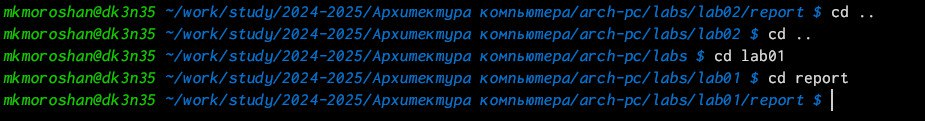 mkmoroshan@dk3n35 ~/work/study/2024-2025/Архитектура компьютера/arch-pc/labs/lab02/report $ cd ..
mkmoroshan@dk3n35 ~/work/study/2024-2025/Архитектура компьютера/arch-pc/labs/lab02 $ cd ..
mkmoroshan@dk3n35 ~/work/study/2024-2025/Архитектура компьютера/arch-pc/labs $ cd lab01
mkmoroshan@dk3n35 ~/work/study/2024-2025/Архитектура компьютера/arch-pc/labs/lab01 $ cd report
mkmoroshan@dk3n35 ~/work/study/2024-2025/Архитектура компьютера/arch-pc/labs/lab01/report $